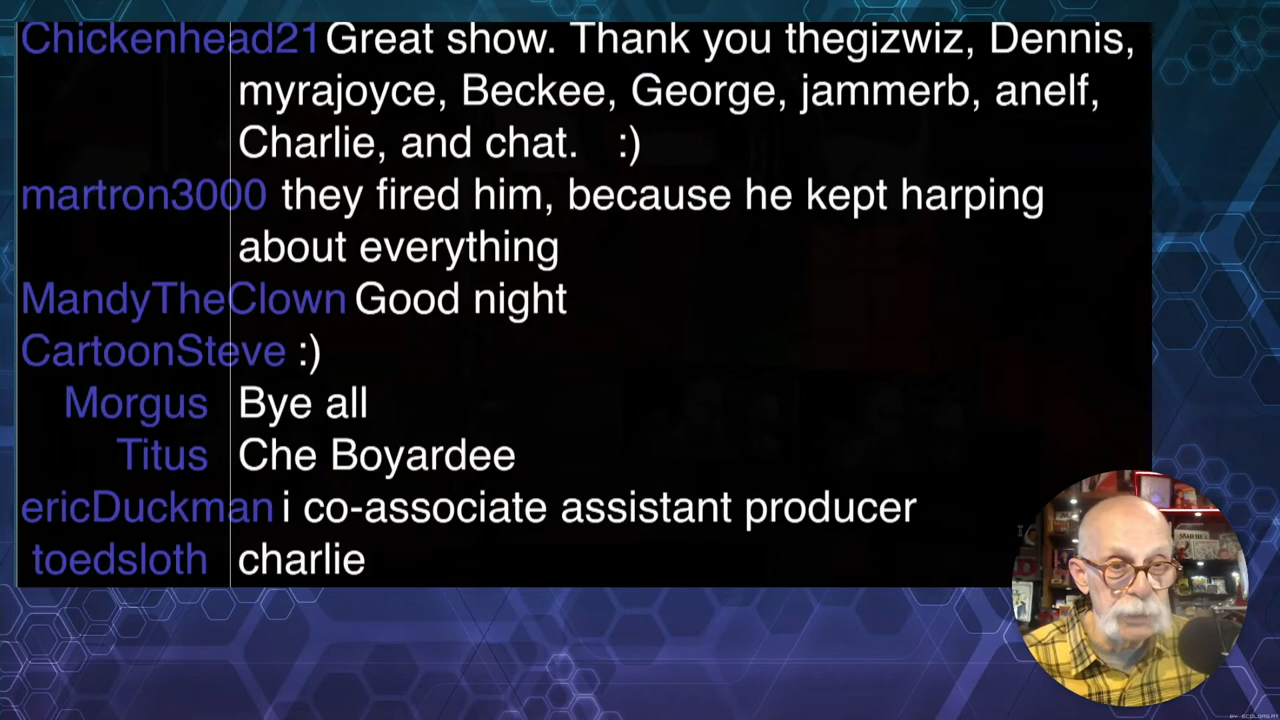 Chickenhead21 Great show. Thank you thegizwiz, Dennis,
myrajoyce, Beckee, George, jammerb, anelf,
Charlie, and chat. :)
martron3000 they fired him, because he kept harping
about everything
MandyTheClown Good night
CartoonSteve :)
Morgus Bye all
Titus Che Boyardee
ericDuckman i co-associate assistant producer
toedsloth charlie